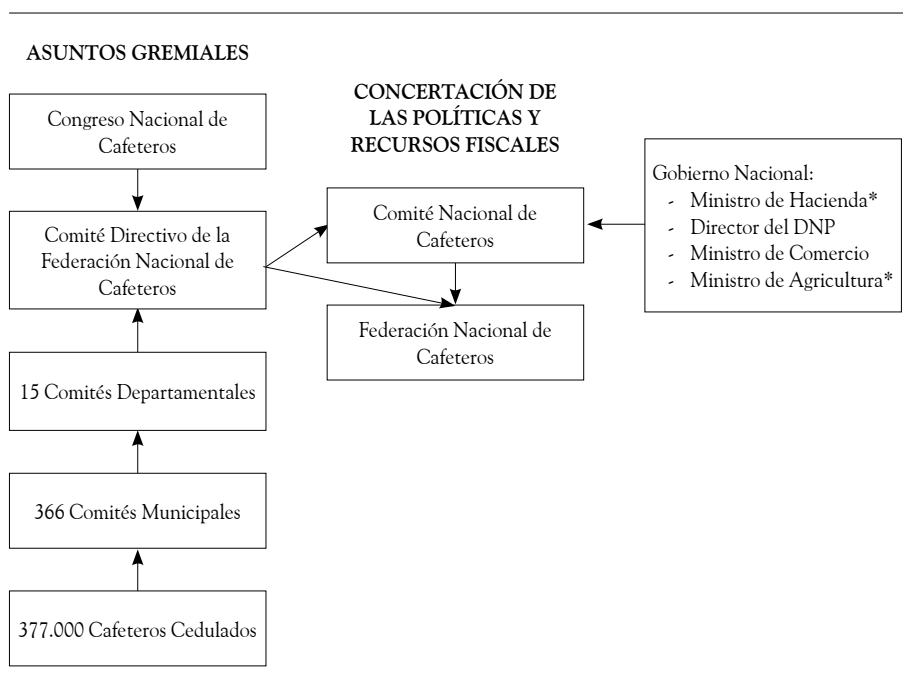 ASUNTOS GREMIALES
Congreso Nacional de
Cafeteros
Comité Directivo de la
Federación Nacional de
Cafeteros
15 Comités Departamentales
366 Comités Municipales
377.000 Cafeteros Cedulados
CONCERTACIÓN DE
LAS POLÍTICAS Y
RECURSOS FISCALES
Comité Nacional de
Cafeteros
Federación Nacional de
Cafeteros
Gobierno Nacional:
- Ministro de Hacienda*
- Director del DNP
- Ministro de Comercio
- Ministro de Agricultura*